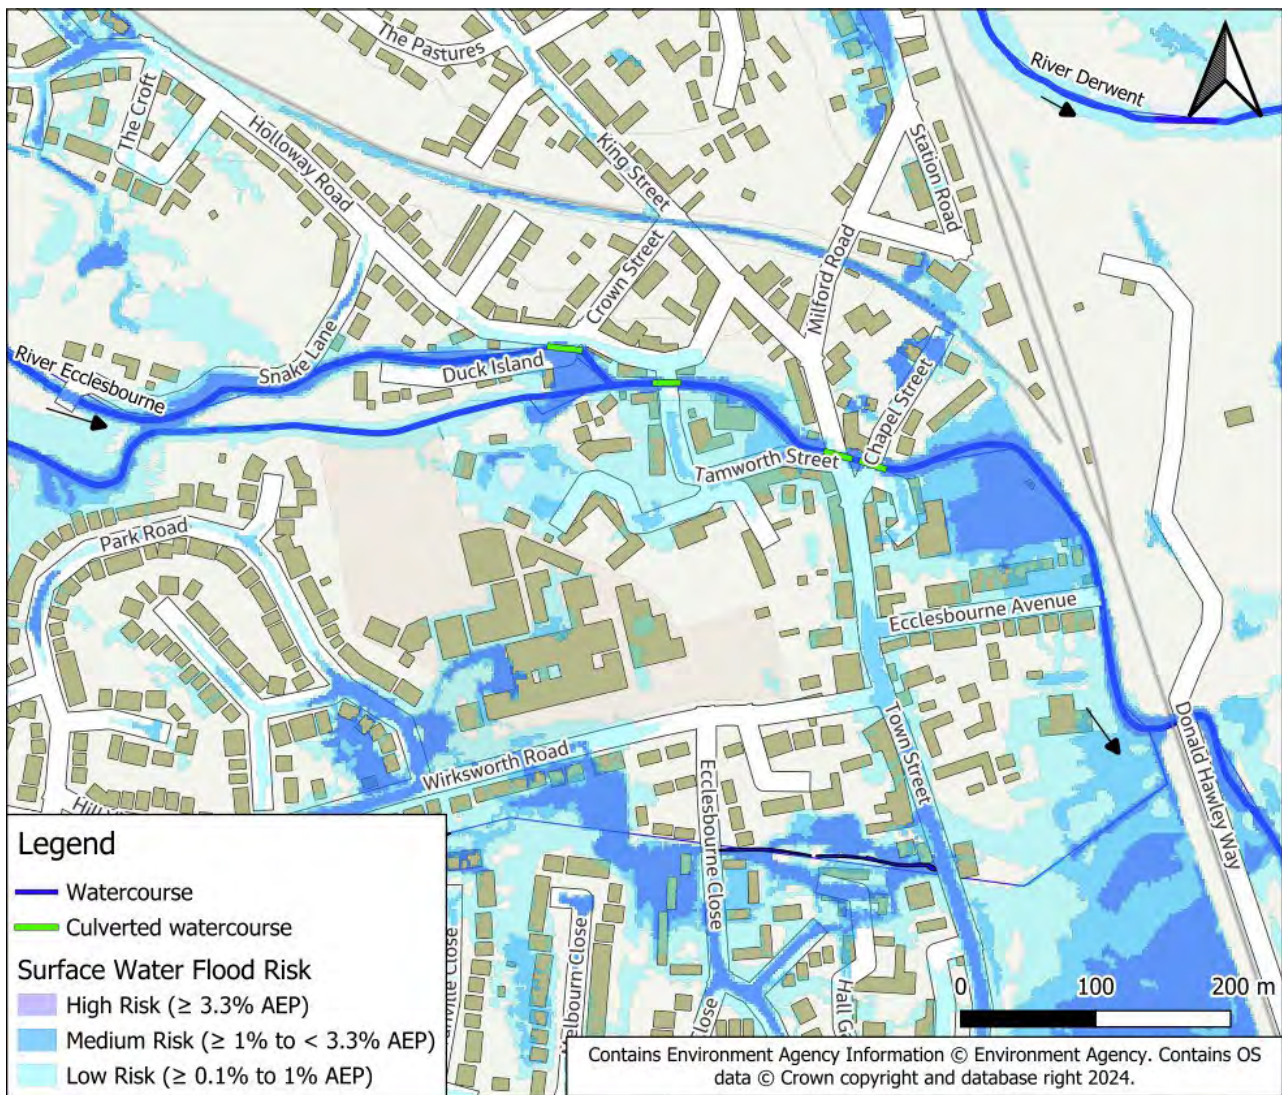 The Pastures
River Derwent
The Croft
Holloway Road
King Street
Station Road
Crown Street
Milford Road
Snake Lane
Duck Island
River Ecclesbourne
Chapel Street
Tamworth Street
Park Road
Ecclesbourne Avenue
Town Street
Donald Hawley Way
Wirksworth Road
Ecclesbourne Close
Legend
Watercourse
Culverted watercourse
Surface Water Flood Risk
High Risk (≥ 3.3% AEP)
Medium Risk (≥ 1% to < 3.3% AEP)
Low Risk (≥ 0.1% to 1% AEP)
Close
Close
Close
Hall
0 100 200 m
Contains Environment Agency Information © Environment Agency. Contains OS
data © Crown copyright and database right 2024.